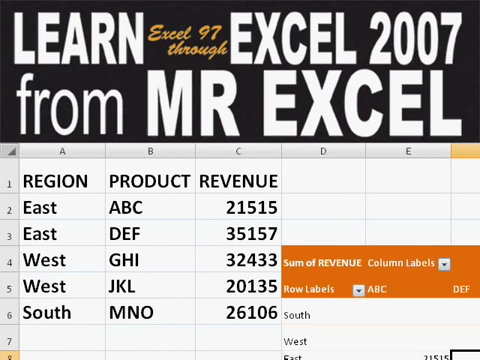 LEARN Excel 97 through EXCEL 2007
from MR EXCEL
A B C D E
1 REGION PRODUCT REVENUE
2 East ABC 21515
3 East DEF 35157
4 West GHI 32433 Sum of REVENUE Column Labels
5 West JKL 20135 Row Labels ABC DEF
6 South MNO 26106 South
7 West
8 East 21515